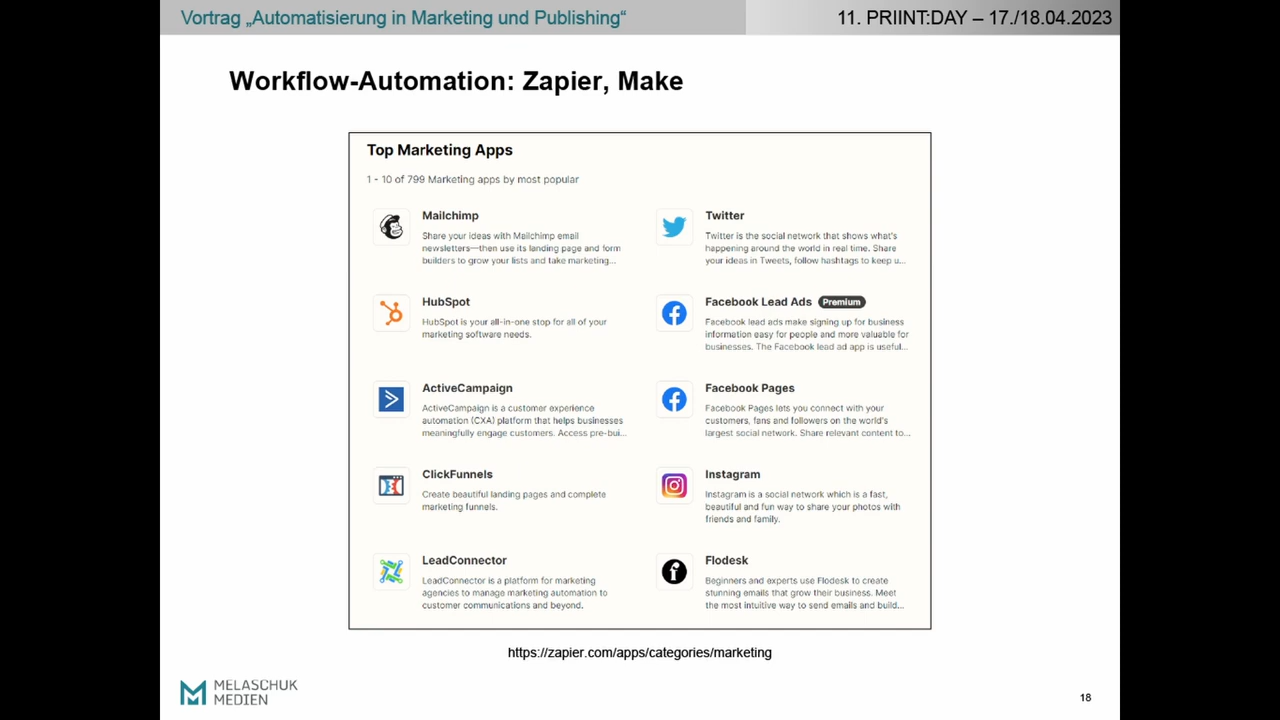 Vortrag „Automatisierung in Marketing und Publishing“
11. PRIINT:DAY – 17./18.04.2023
Workflow-Automation: Zapier, Make
Top Marketing Apps
1 - 10 of 799 Marketing apps by most popular
Mailchimp
Share your ideas with Mailchimp email
newsletters—then use its landing page and form
builders to grow your lists and take marketing...
Twitter
Twitter is the social network that shows what's
happening around the world in real time. Share
your ideas in Tweets, follow hashtags to keep u...
HubSpot
HubSpot is your all-in-one stop for all of your
marketing software needs.
Facebook Lead Ads Premium
Facebook lead ads make signing up for business
information easy for people and more valuable for
businesses. The Facebook lead ad app is useful...
ActiveCampaign
ActiveCampaign is a customer experience
automation (CXA) platform that helps businesses
meaningfully engage customers. Access pre-bui...
Facebook Pages
Facebook Pages lets you connect with your
customers, fans and followers on the world's
largest social network. Share relevant content to...
ClickFunnels
Create beautiful landing pages and complete
marketing funnels.
Instagram
Instagram is a social network which is a fast,
beautiful and fun way to share your photos with
friends and family.
LeadConnector
LeadConnector is a platform for marketing
agencies to manage marketing automation to
customer communications and beyond.
Flodesk
Beginners and experts use Flodesk to create
stunning emails that grow their business. Meet
the most intuitive way to send emails and build...
https://zapier.com/apps/categories/marketing
MELASCHUK
MEDIEN
18